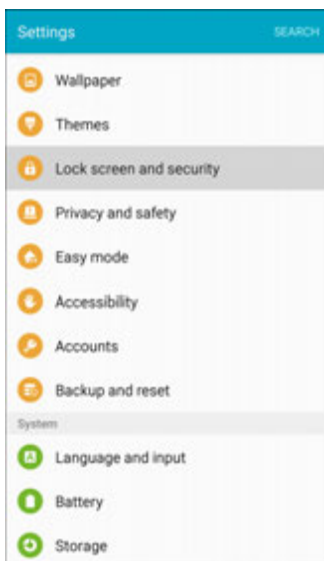 Settings
SEARCH
Wallpaper
Themes
Lock screen and security
Privacy and safety
Easy mode
Accessibility
Accounts
Backup and reset
System
Language and input
Battery
Storage